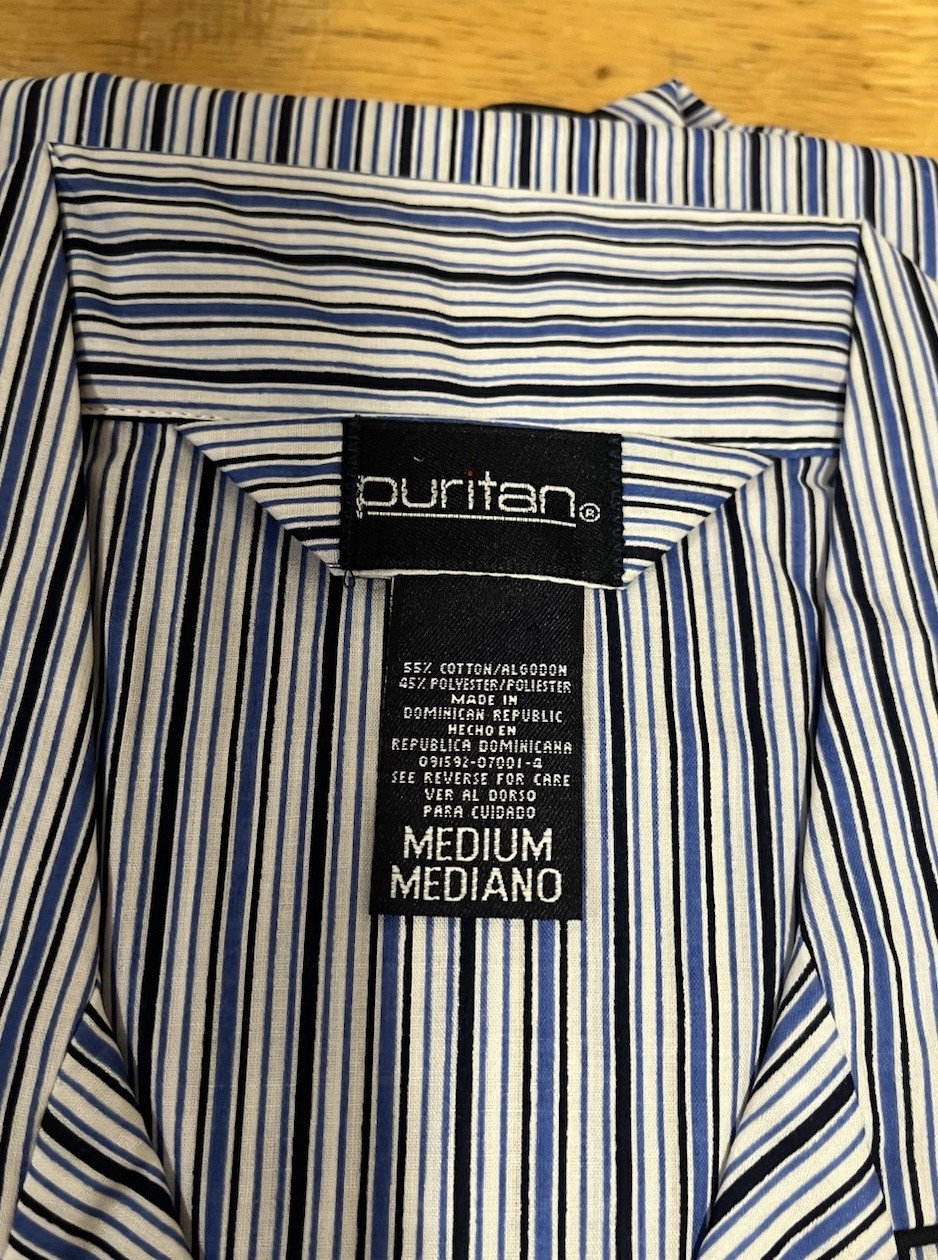 puritan®
55% COTTON/ALGODON
45% POLYESTER/POLIESTER
MADE IN
DOMINICAN REPUBLIC
HECHO EN
REPUBLICA DOMINICANA
091592-07001-4
SEE REVERSE FOR CARE
VER AL DORSO
PARA CUIDADO
MEDIUM
MEDIANO